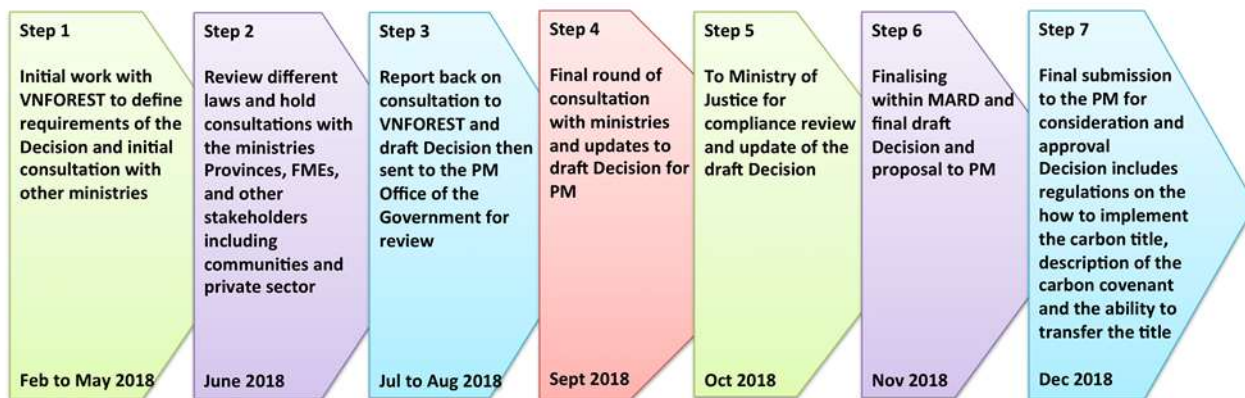 Step 1
Initial work with
VNFOREST to define
requirements of the
Decision and initial
consultation with
other ministries
Feb to May 2018
Step 2
Review different
laws and hold
consultations with
the ministries
Provinces, FMEs,
and other
stakeholders
including
communities and
private sector
June 2018
Step 3
Report back on
consultation to
VNFOREST and
draft Decision then
sent to the PM
Office of the
Government for
review
Jul to Aug 2018
Step 4
Final round of
consultation
with ministries
and updates to
draft Decision for
PM
Sept 2018
Step 5
To Ministry of
Justice for
compliance review
and update of the
draft Decision
Oct 2018
Step 6
Finalising
within MARD and
final draft
Decision and
proposal to PM
Nov 2018
Step 7
Final submission
to the PM for
consideration and
approval
Decision includes
regulations on the
how to implement
the carbon title,
description of the
carbon covenant
and the ability to
transfer the title
Dec 2018